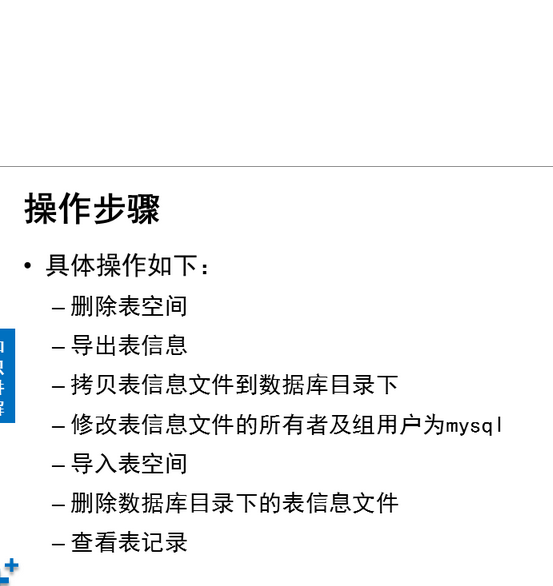 操作步骤
• 具体操作如下：
– 删除表空间
– 导出表信息
– 拷贝表信息文件到数据库目录下
– 修改表信息文件的所有者及组用户为mysql
– 导入表空间
– 删除数据库目录下的表信息文件
– 查看表记录